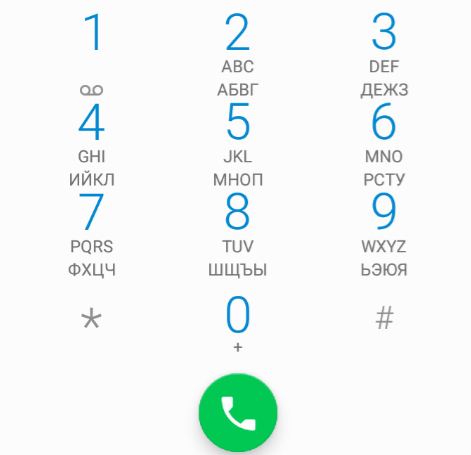 1 2 3
ABC DEF
АБВГ ДЕЖЗ
4 5 6
GHI JKL MNO
ИЙКЛ МНОП РСТУ
7 8 9
PQRS TUV WXYZ
ФХЦЧ ШЩЪЫ ЬЭЮЯ
* 0 #
+